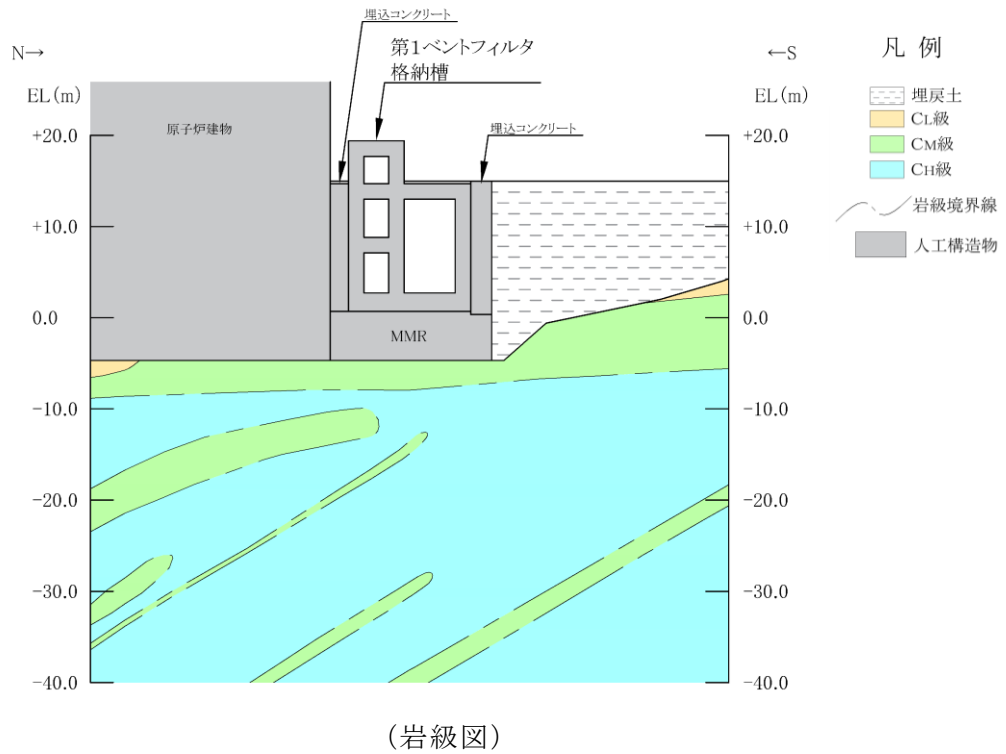 埋込コンクリート
N→
第1ベントフィルタ
格納槽
←S
凡 例
EL(m)
EL(m)
埋戻土
CL級
CM級
CH級
岩級境界線
人工構造物
原子炉建物
埋込コンクリート
+20.0
+20.0
+10.0
+10.0
0.0
0.0
MMR
-10.0
-10.0
-20.0
-20.0
-30.0
-30.0
-40.0
-40.0
(岩級図)